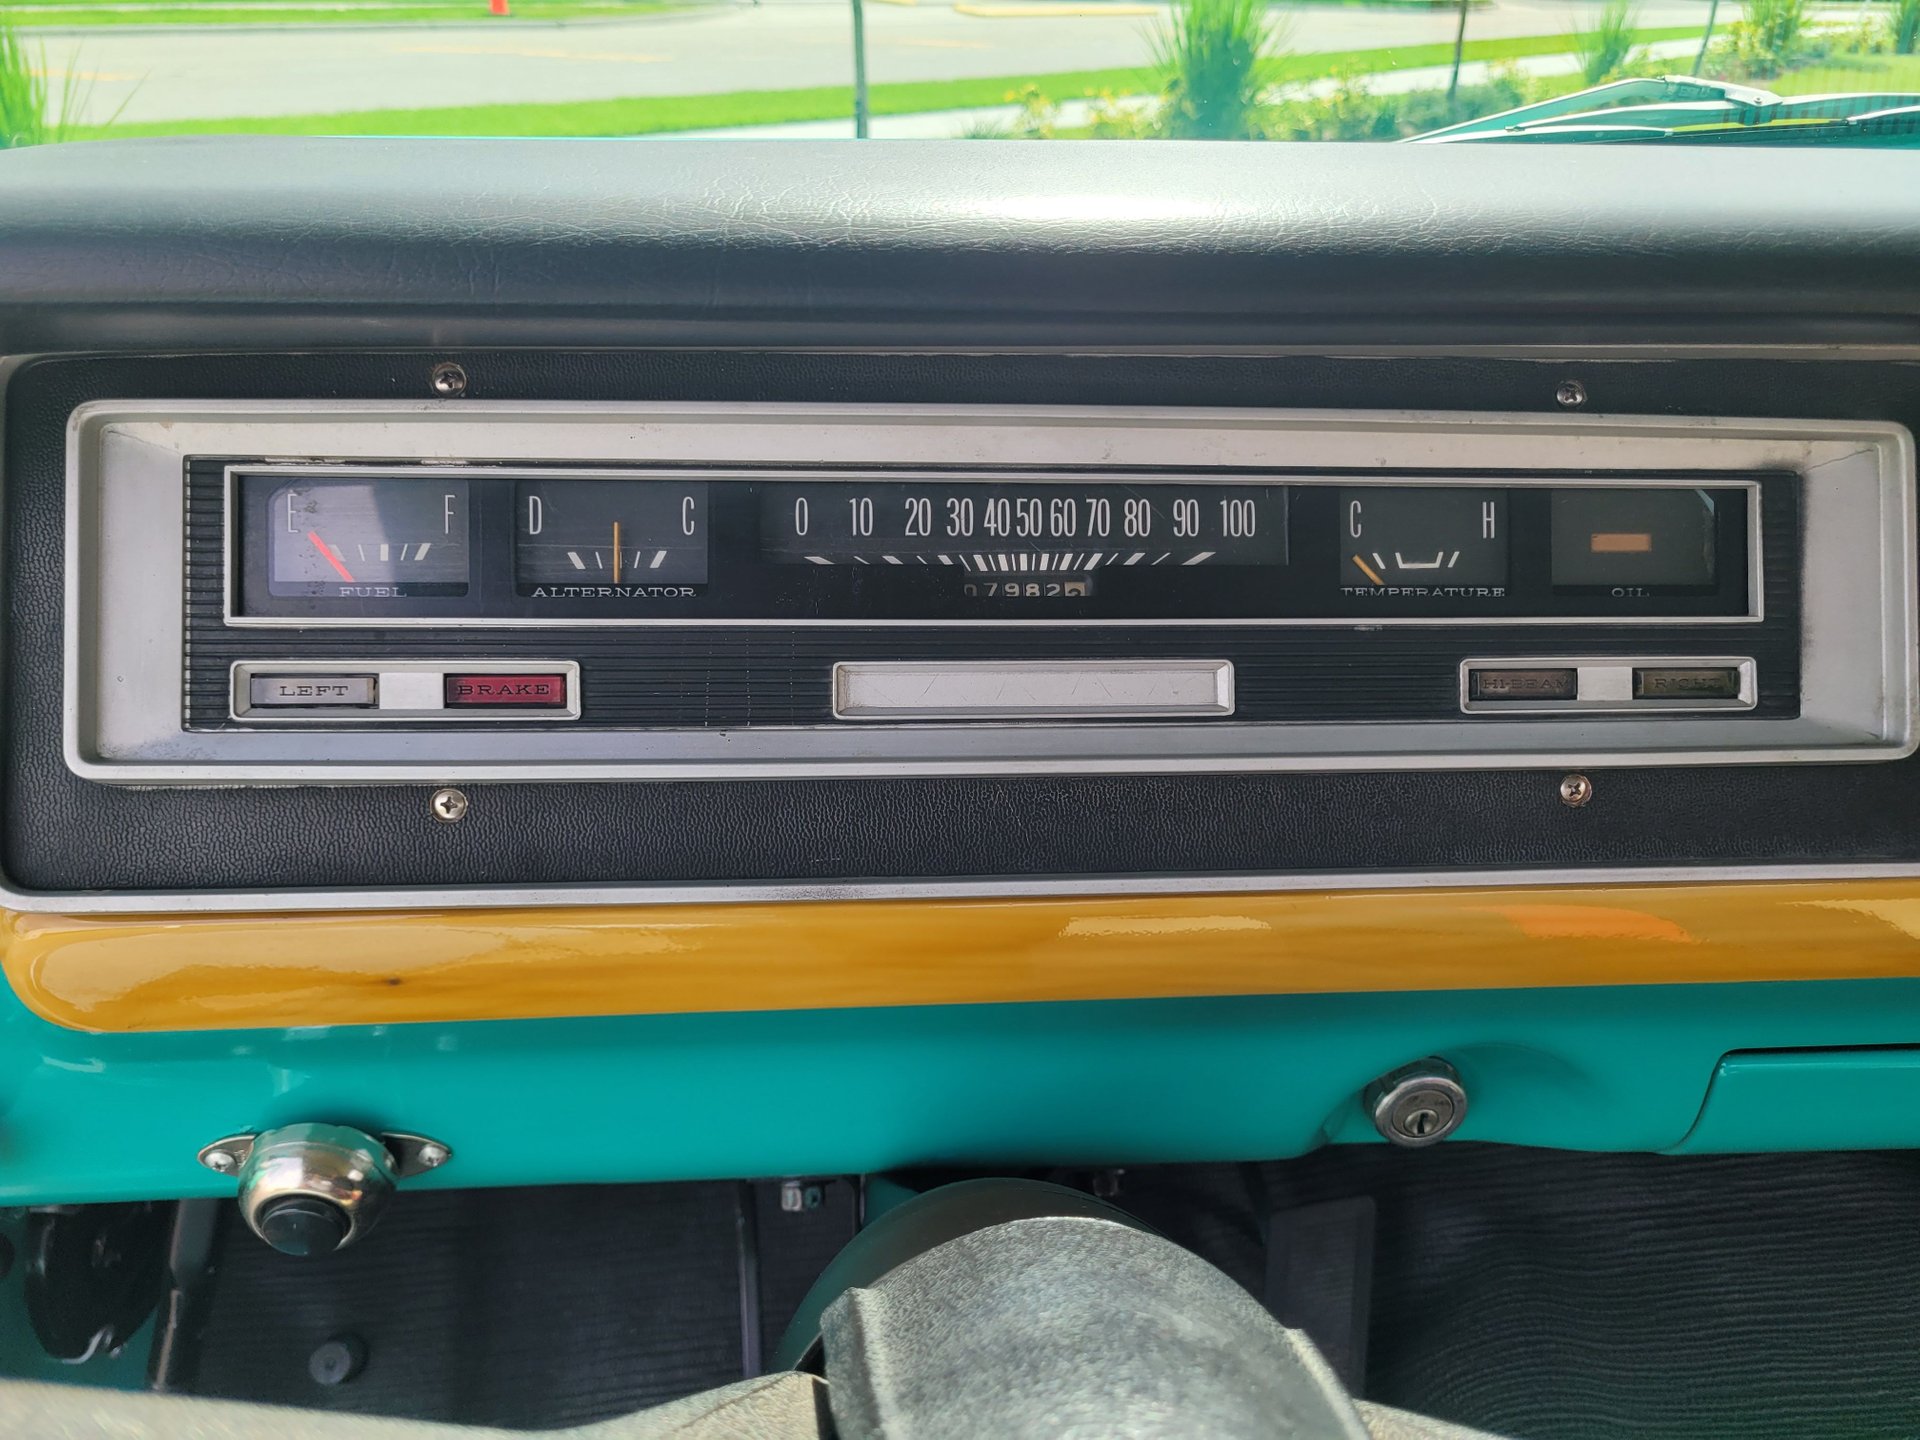 E F D C 0 10 20 30 40 50 60 70 80 90 100 C H
FUEL ALTERNATOR 07982 TEMPERATURE OIL
LEFT BRAKE HI-BEAM RIGHT